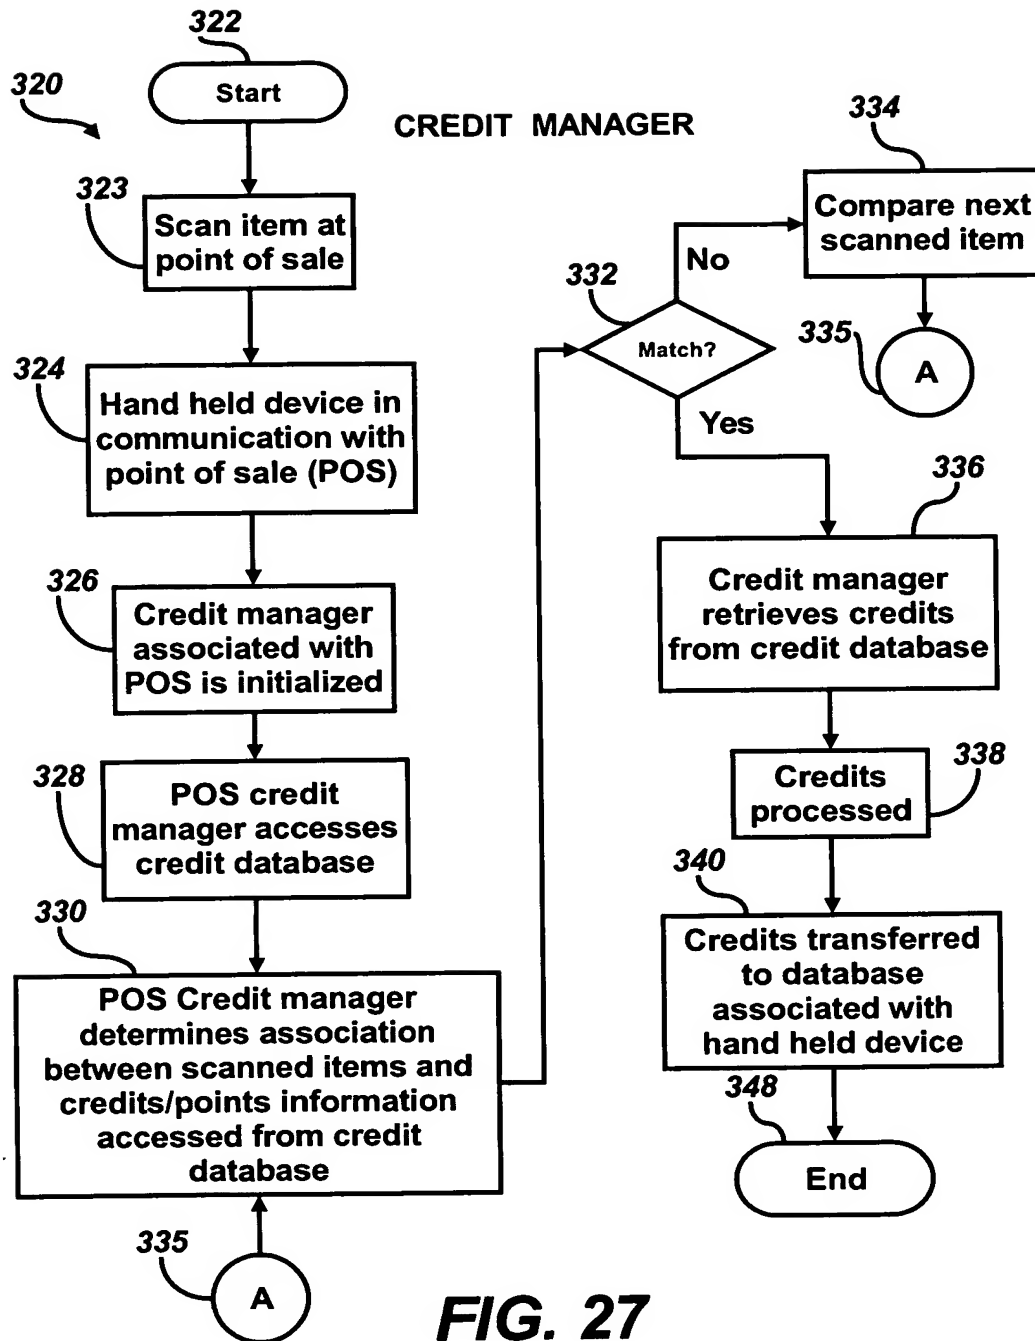 322
Start
320
CREDIT MANAGER
323
Scan item at
point of sale
324
Hand held device in
communication with
point of sale (POS)
326
Credit manager
associated with
POS is initialized
328
POS credit
manager accesses
credit database
330
POS Credit manager
determines association
between scanned items and
credits/points information
accessed from credit
database
335
A
332
Match?
No
Yes
334
Compare next
scanned item
335
A
336
Credit manager
retrieves credits
from credit database
338
Credits
processed
340
Credits transferred
to database
associated with
hand held device
348
End
FIG. 27